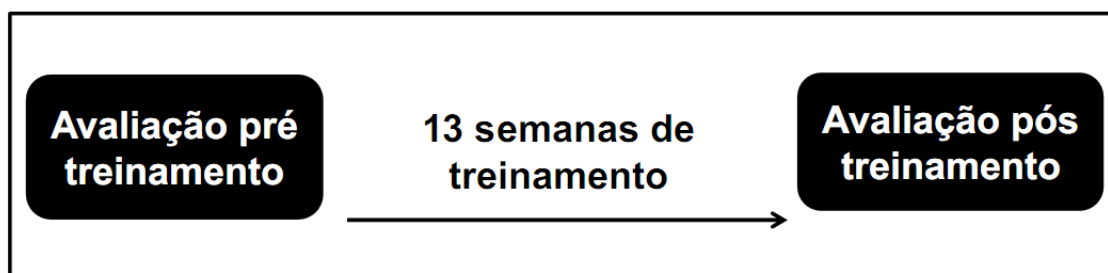 Avaliação pré
treinamento
13 semanas de
treinamento
Avaliação pós
treinamento